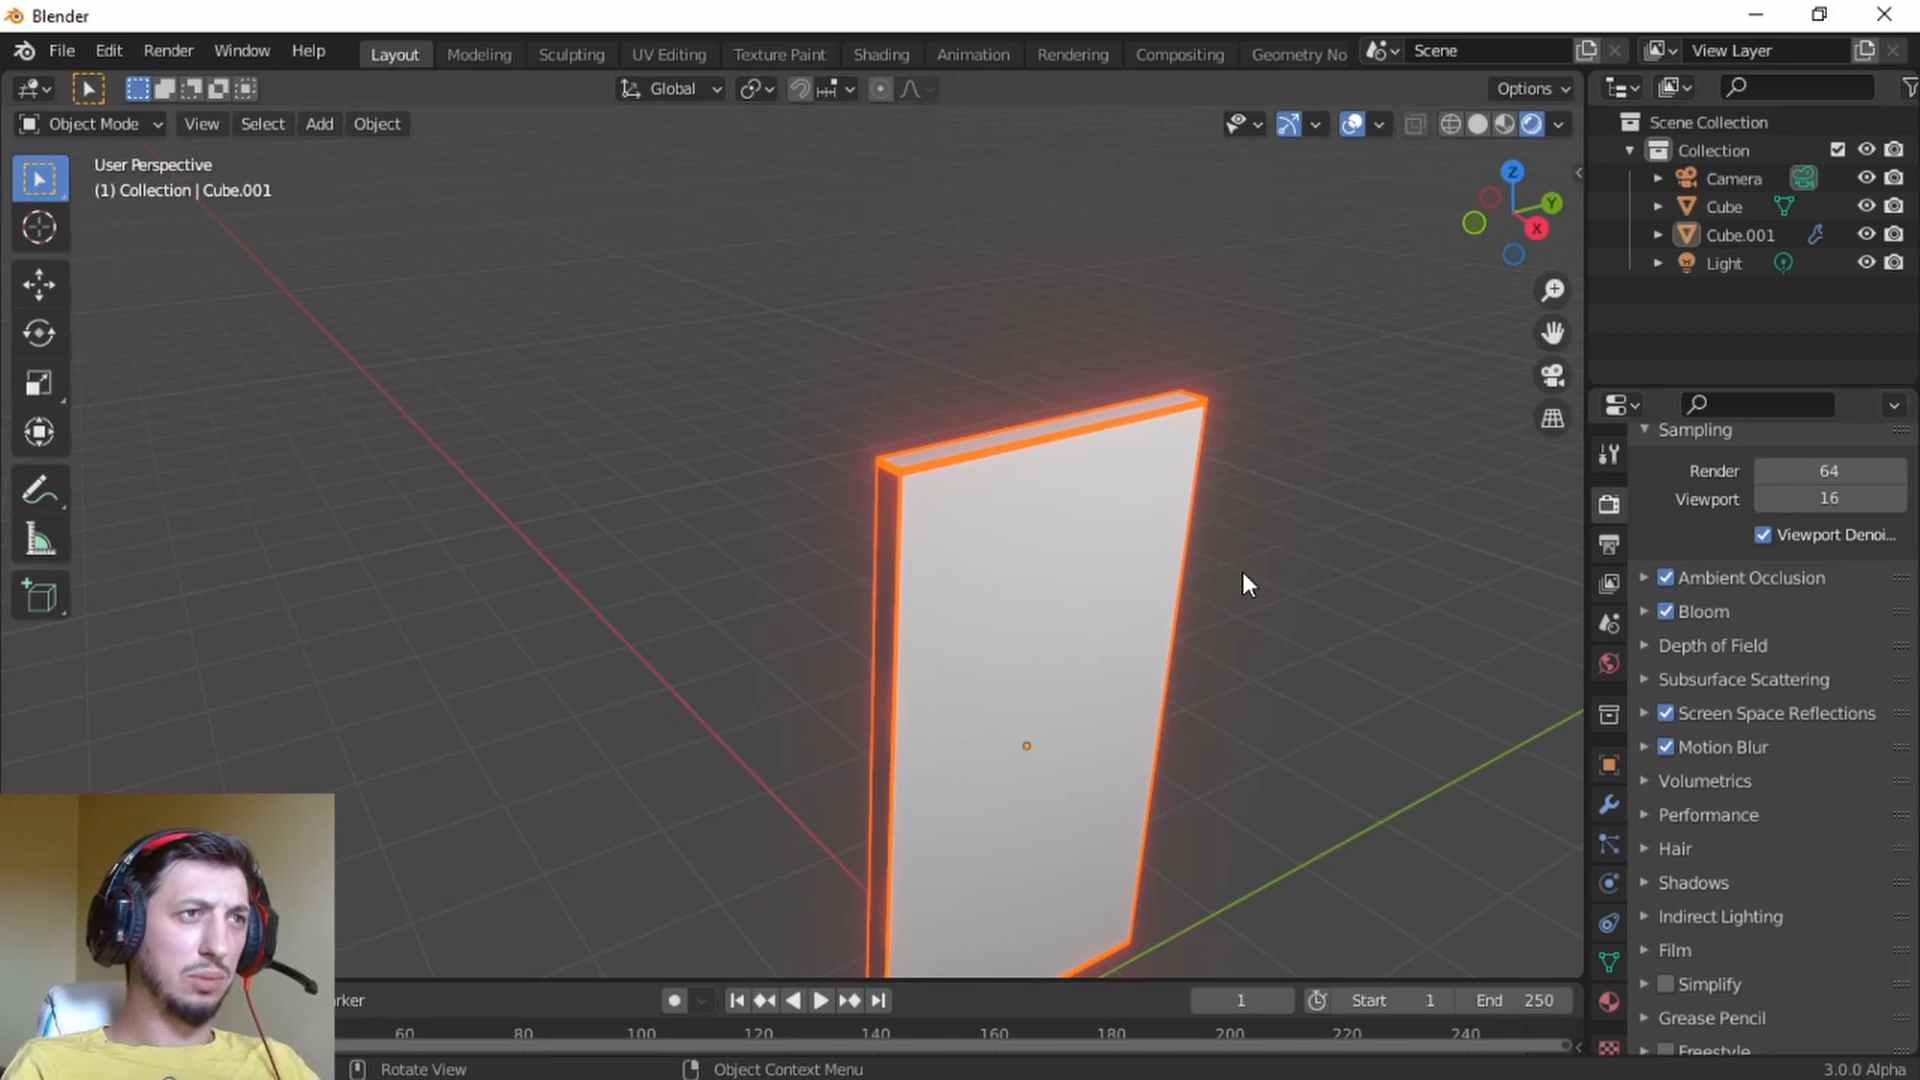 Blender
File Edit Render Window Help
Layout Modeling Sculpting UV Editing Texture Paint Shading Animation Rendering Compositing Geometry No
Scene
View Layer
Global
Options
Object Mode View Select Add Object
User Perspective
(1) Collection | Cube.001
Z
Y
X
Scene Collection
Collection
Camera
Cube
Cube.001
Light
Sampling
Render 64
Viewport 16
Viewport Denoi...
Ambient Occlusion
Bloom
Depth of Field
Subsurface Scattering
Screen Space Reflections
Motion Blur
Volumetrics
Performance
Hair
Shadows
Indirect Lighting
Film
Simplify
Grease Pencil
Freestyle
rker
1
Start 1
End 250
60 80 100 120 140 160 180 200 220 240
Rotate View
Object Context Menu
3.0.0 Alpha